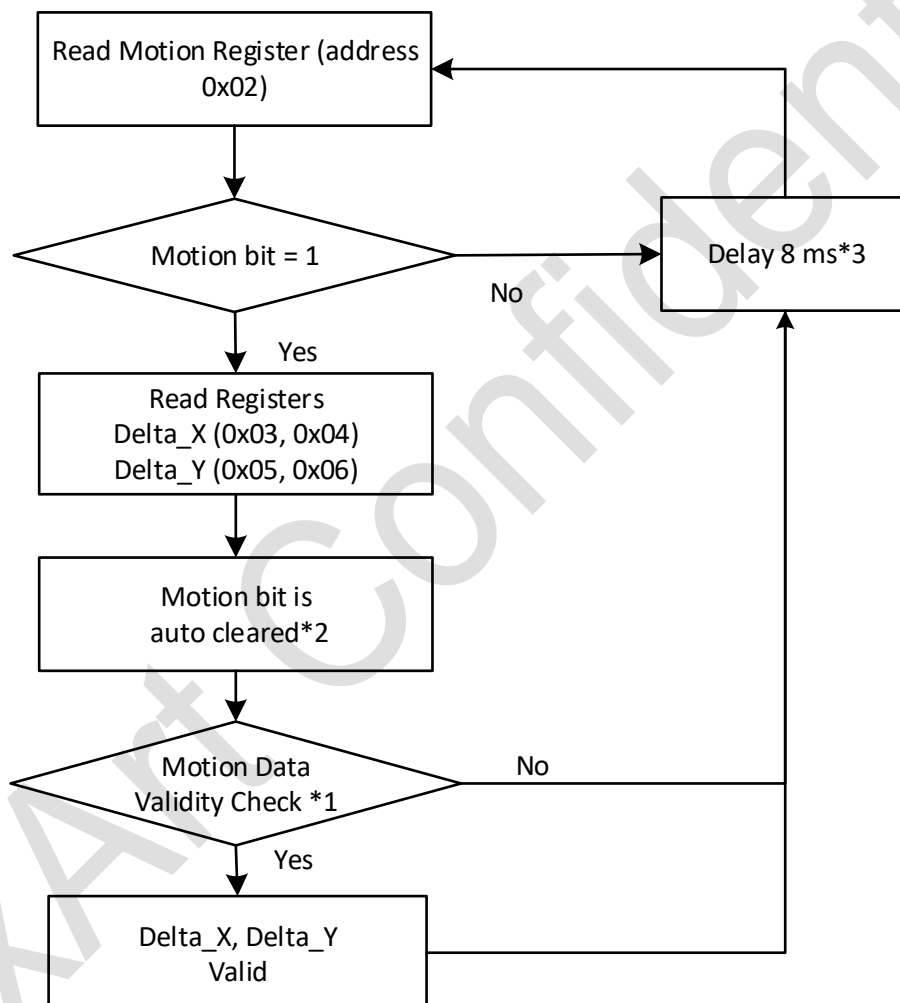 Read Motion Register (address
0x02)
Motion bit = 1
Delay 8 ms*3
No
Yes
Read Registers
Delta_X (0x03, 0x04)
Delta_Y (0x05, 0x06)
Motion bit is
auto cleared*2
Motion Data
Validity Check *1
No
Yes
Delta_X, Delta_Y
Valid
xArt Confident